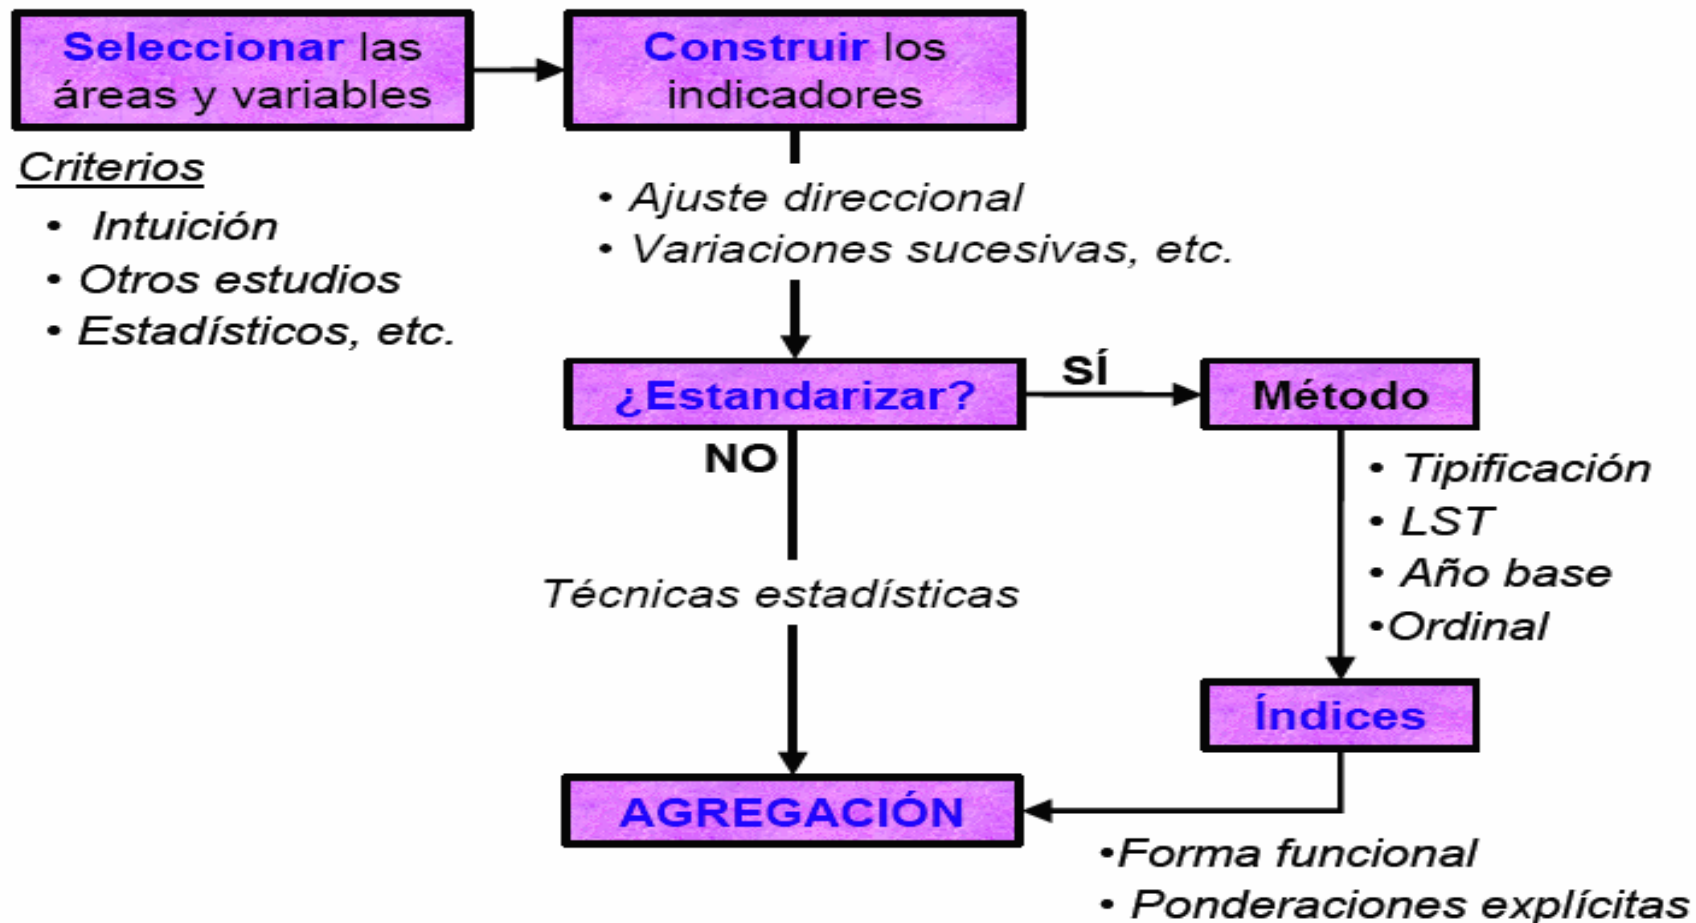 Seleccionar las
áreas y variables
Construir los
indicadores
Criterios
• Intuición
• Otros estudios
• Estadísticos, etc.
• Ajuste direccional
• Variaciones sucesivas, etc.
¿Estandarizar?
SÍ
Método
NO
• Tipificación
• LST
• Año base
•Ordinal
Técnicas estadísticas
Índices
AGREGACIÓN
•Forma funcional
• Ponderaciones explícitas